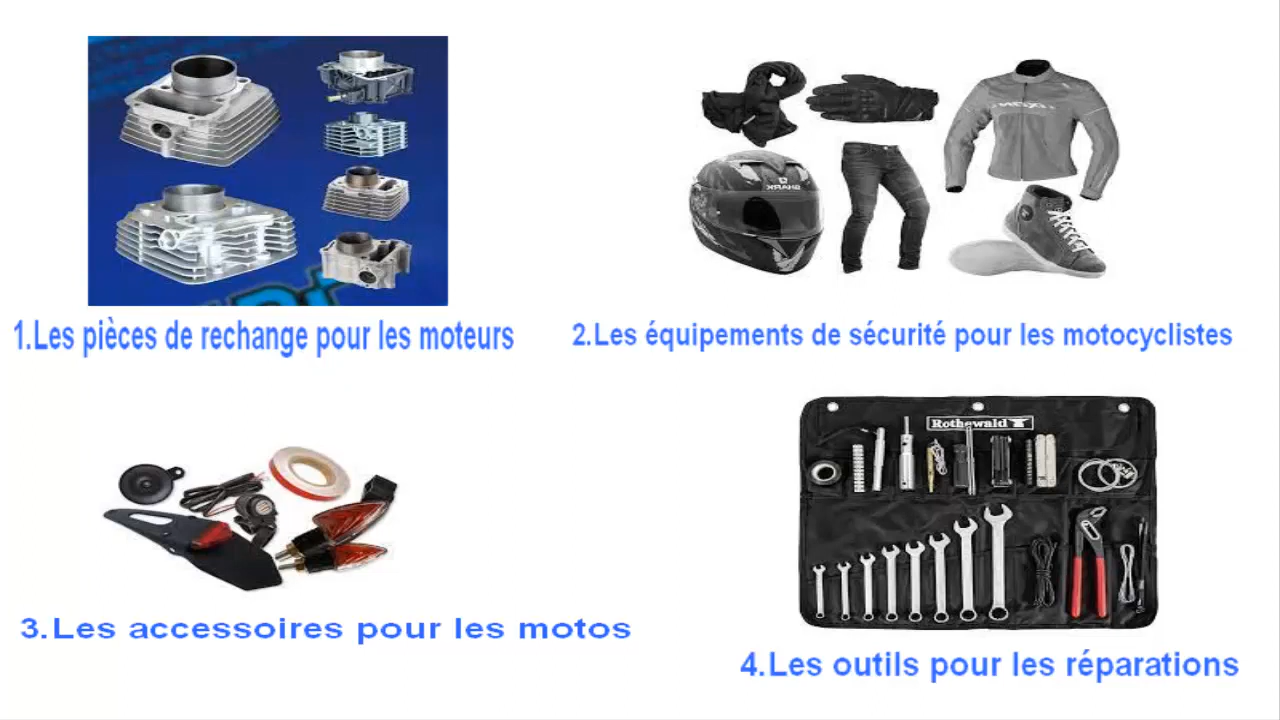 SHARK
1.Les pièces de rechange pour les moteurs
2.Les équipements de sécurité pour les motocyclistes
Rothewald
3.Les accessoires pour les motos
4.Les outils pour les réparations